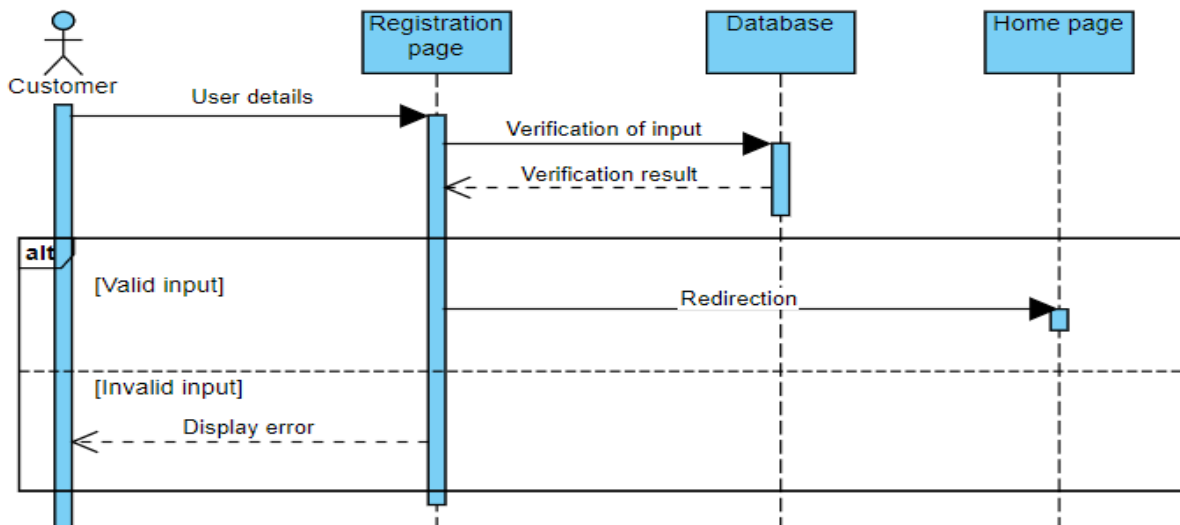 Registration
page
Database
Home page
Customer
User details
Verification of input
Verification result
alt
[Valid input]
Redirection
[Invalid input]
Display error